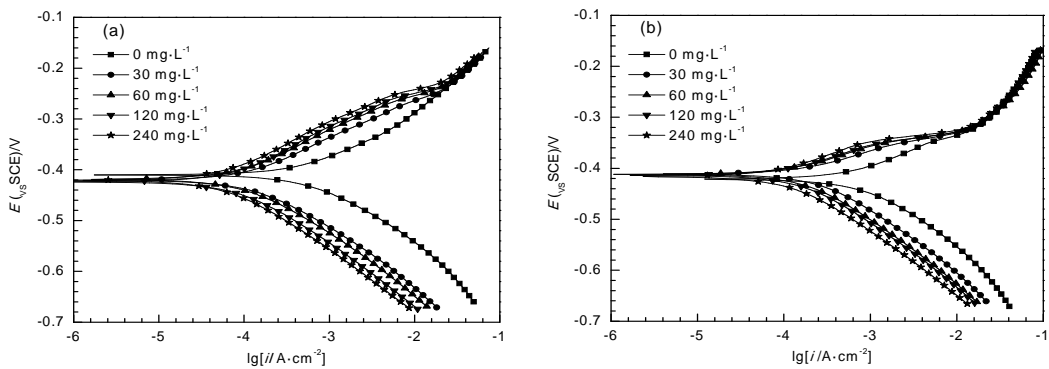 (a)
0 mg·L⁻¹
30 mg·L⁻¹
60 mg·L⁻¹
120 mg·L⁻¹
240 mg·L⁻¹
-0.1
-0.2
-0.3
-0.4
-0.5
-0.6
-0.7
E (vsSCE)/V
-6 -5 -4 -3 -2 -1
lg[i/ A·cm⁻²]
(b)
0 mg·L⁻¹
30 mg·L⁻¹
60 mg·L⁻¹
120 mg·L⁻¹
240 mg·L⁻¹
-0.1
-0.2
-0.3
-0.4
-0.5
-0.6
-0.7
E (vsSCE)/V
-6 -5 -4 -3 -2 -1
lg[i /A·cm⁻²]